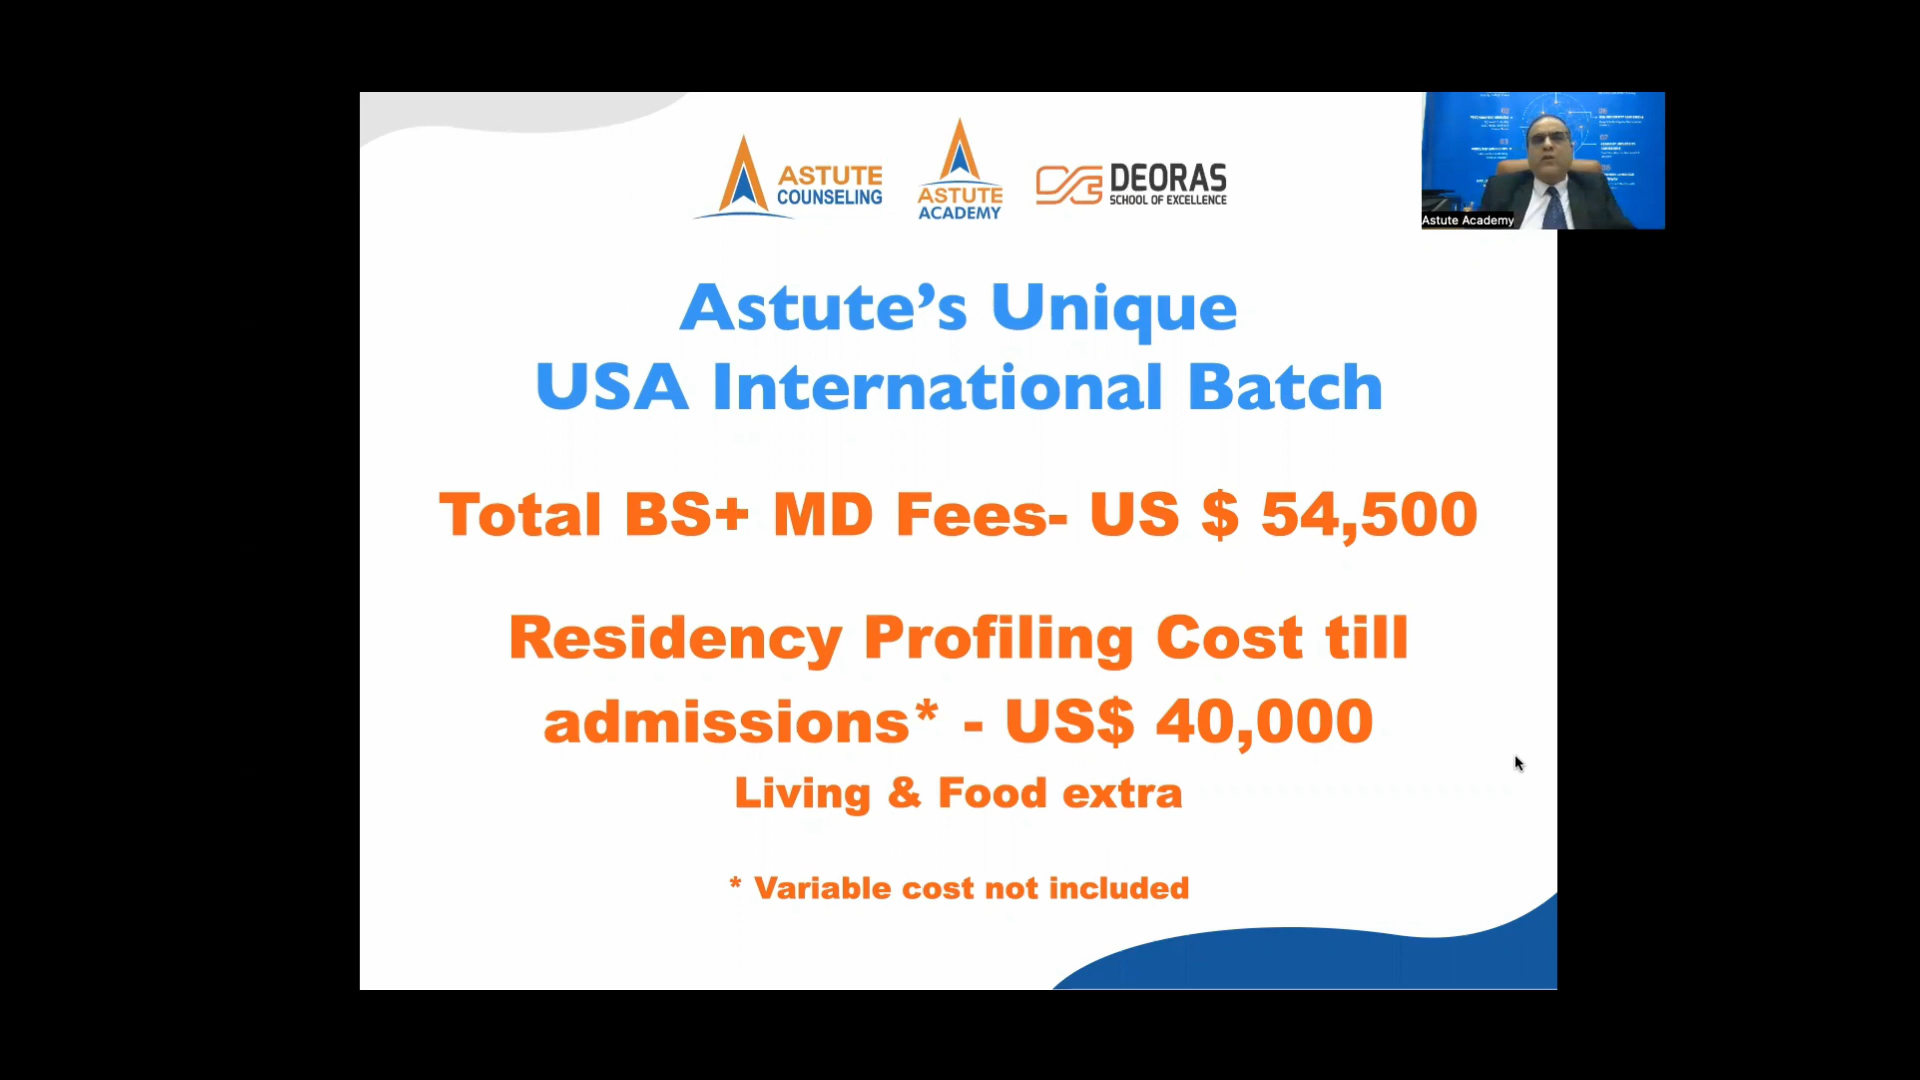 ASTUTE
COUNSELING
ASTUTE
ACADEMY
DEORAS
SCHOOL OF EXCELLENCE
Astute Academy
Astute’s Unique
USA International Batch
Total BS+ MD Fees- US $ 54,500
Residency Profiling Cost till
admissions* - US$ 40,000
Living & Food extra
* Variable cost not included